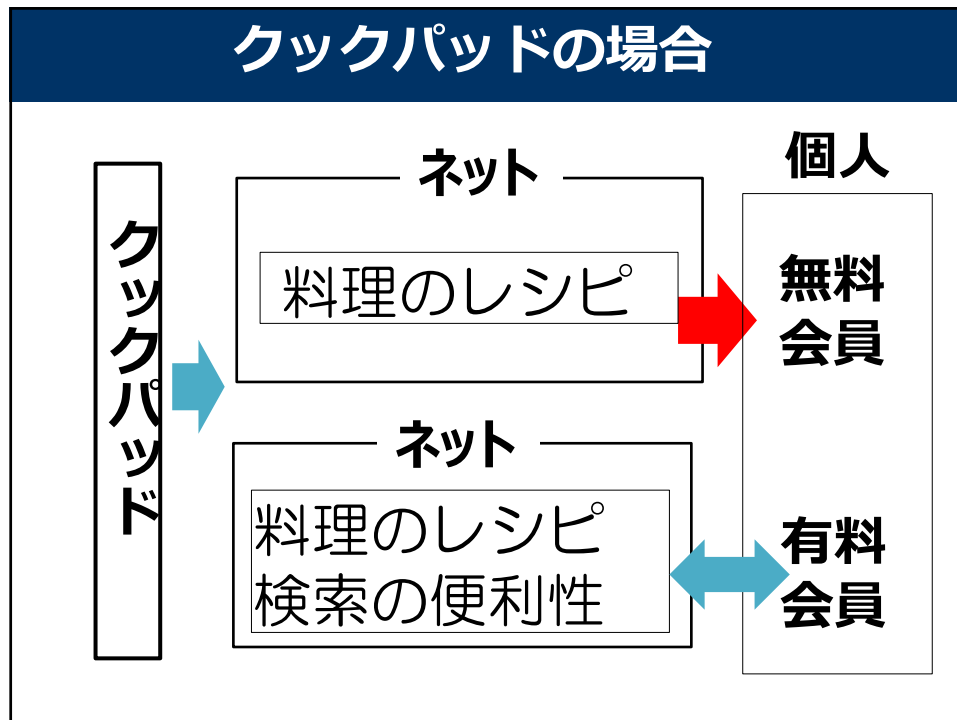 クックパッドの場合
クックパッド
ネット
料理のレシピ
ネット
料理のレシピ
検索の便利性
個人
無料
会員
有料
会員